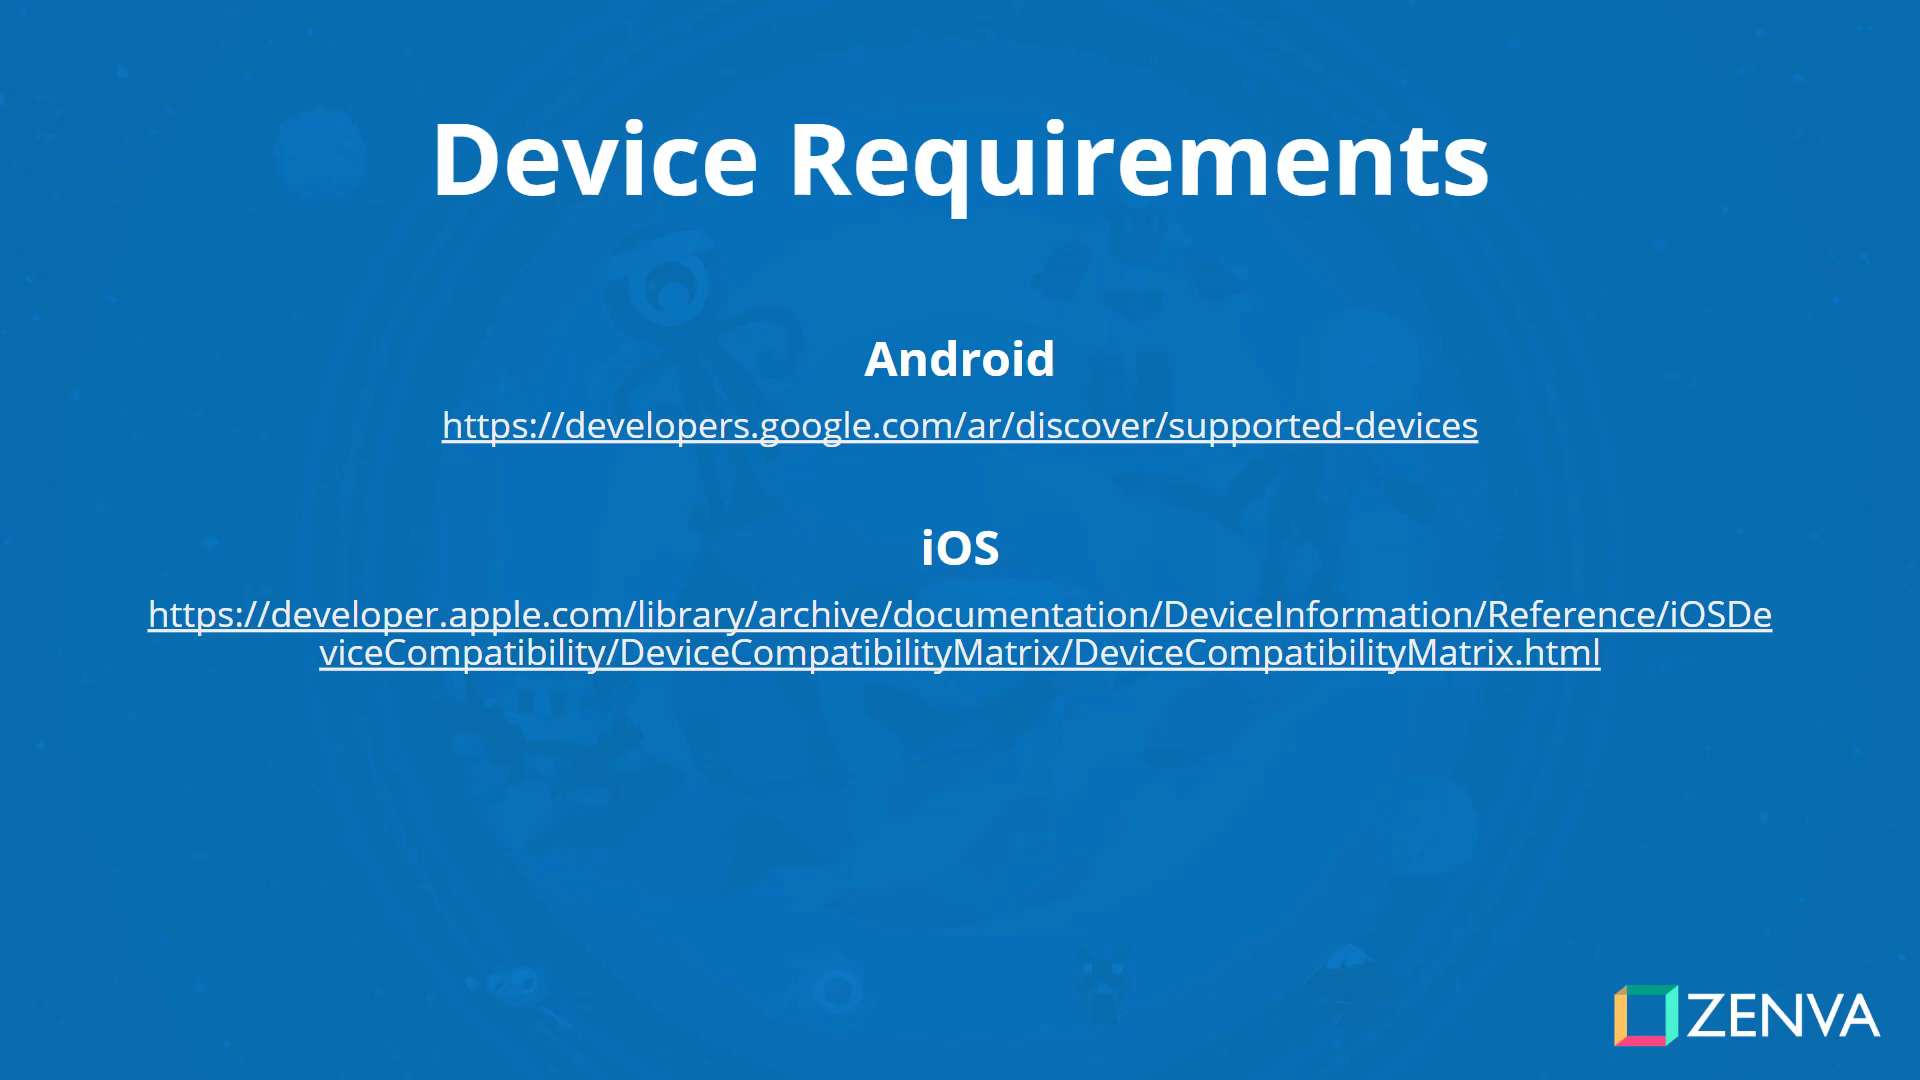 Device Requirements
Android
https://developers.google.com/ar/discover/supported-devices
iOS
https://developer.apple.com/library/archive/documentation/DeviceInformation/Reference/iOSDe
viceCompatibility/DeviceCompatibilityMatrix/DeviceCompatibilityMatrix.html
ZENVA